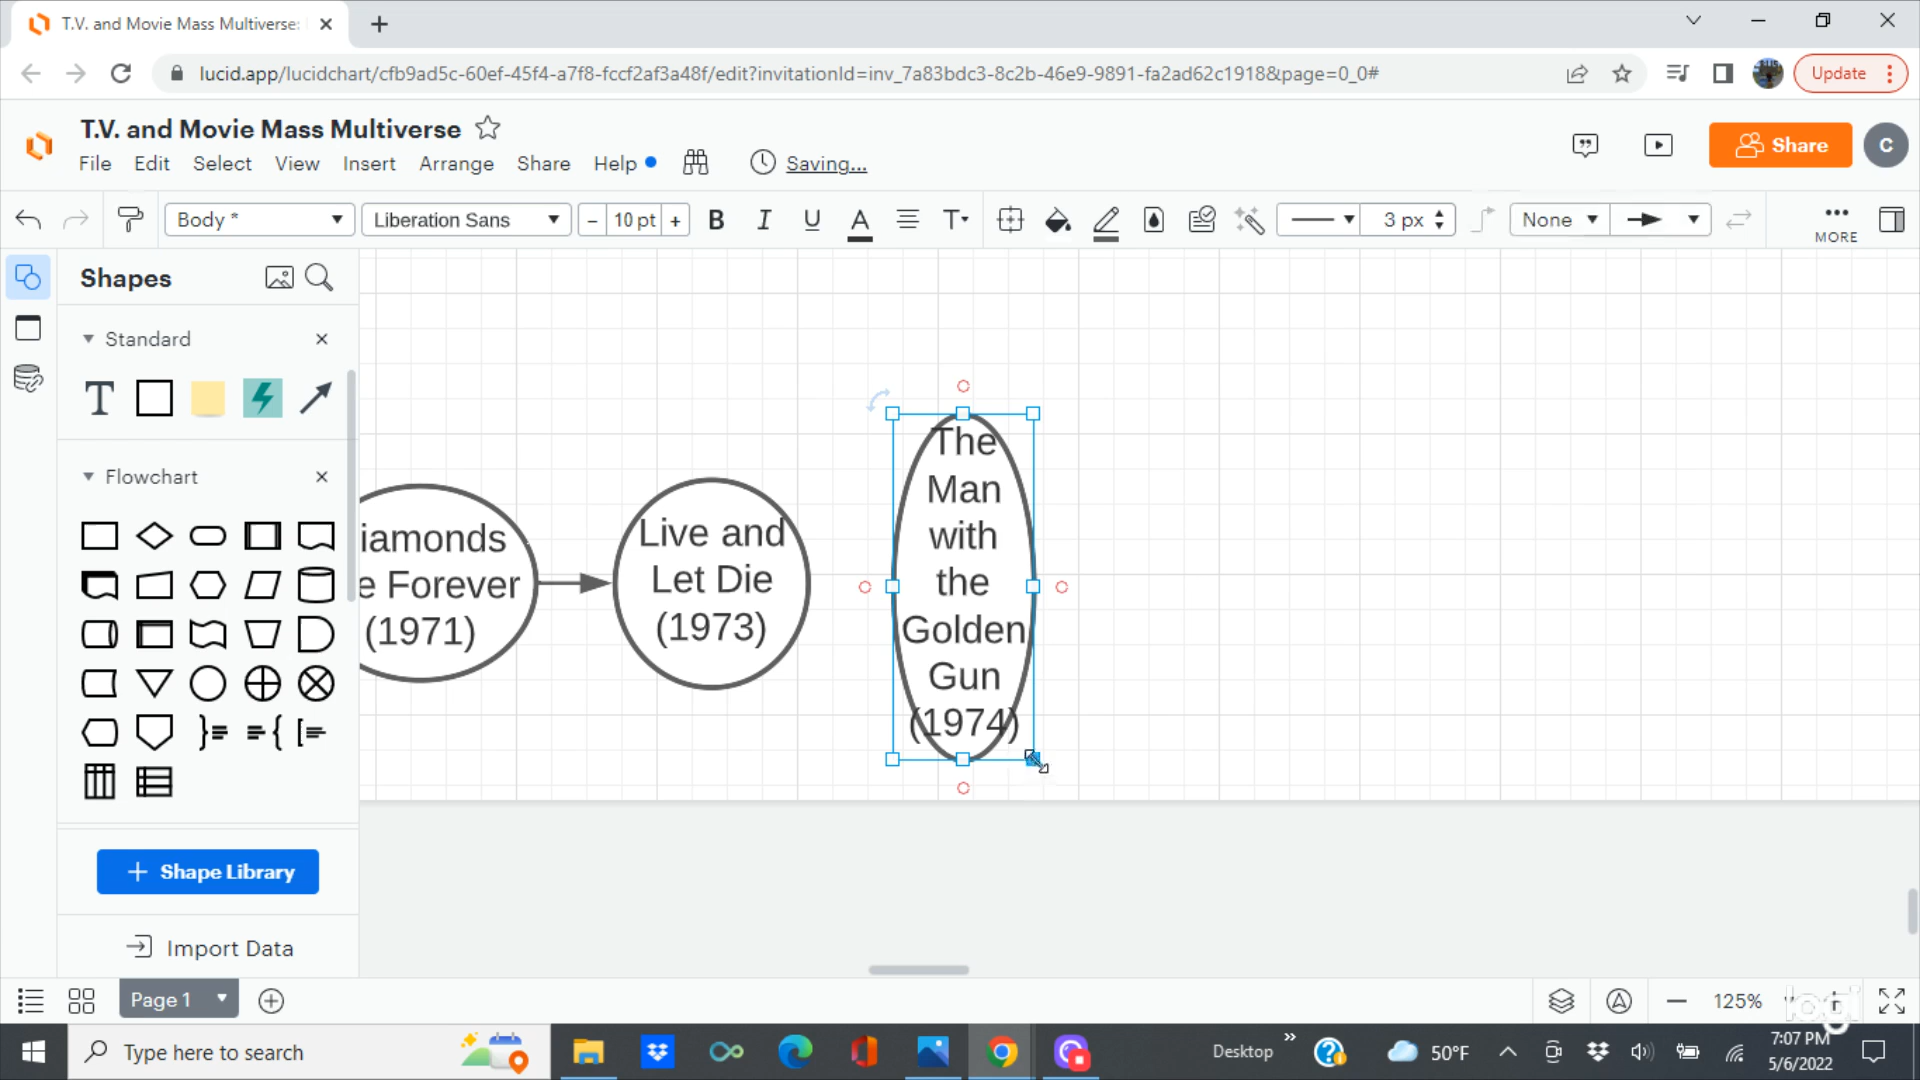 T.V. and Movie Mass Multiverse:
lucid.app/lucidchart/cfb9ad5c-60ef-45f4-a7f8-fccf2af3a48f/edit?invitationId=inv_7a83bdc3-8c2b-46e9-9891-fa2ad62c1918&page=0_0#
Update
T.V. and Movie Mass Multiverse
File Edit Select View Insert Arrange Share Help Saving...
Share
C
Body * Liberation Sans - 10 pt + B I U A T 3 px None MORE
Shapes
Standard
T
Flowchart
Shape Library
Import Data
iamonds
e Forever
(1971)
Live and
Let Die
(1973)
The
Man
with
the
Golden
Gun
(1974)
Page 1
125%
logi
Type here to search
Desktop
50°F
7:07 PM
5/6/2022